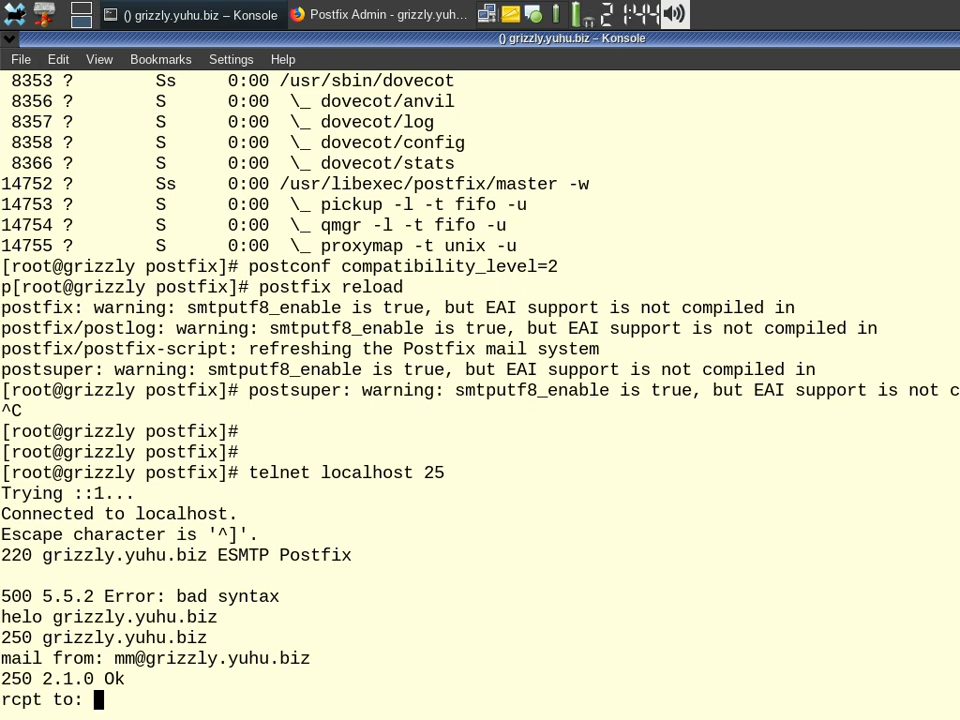 () grizzly.yuhu.biz – Konsole
Postfix Admin - grizzly.yuh...
21:44
() grizzly.yuhu.biz – Konsole
File Edit View Bookmarks Settings Help
 8353 ?        Ss     0:00 /usr/sbin/dovecot
 8356 ?        S      0:00  \_ dovecot/anvil
 8357 ?        S      0:00  \_ dovecot/log
 8358 ?        S      0:00  \_ dovecot/config
 8366 ?        S      0:00  \_ dovecot/stats
14752 ?        Ss     0:00 /usr/libexec/postfix/master -w
14753 ?        S      0:00  \_ pickup -l -t fifo -u
14754 ?        S      0:00  \_ qmgr -l -t fifo -u
14755 ?        S      0:00  \_ proxymap -t unix -u
[root@grizzly postfix]# postconf compatibility_level=2
p[root@grizzly postfix]# postfix reload
postfix: warning: smtputf8_enable is true, but EAI support is not compiled in
postfix/postlog: warning: smtputf8_enable is true, but EAI support is not compiled in
postfix/postfix-script: refreshing the Postfix mail system
postsuper: warning: smtputf8_enable is true, but EAI support is not compiled in
[root@grizzly postfix]# postsuper: warning: smtputf8_enable is true, but EAI support is not c
^C
[root@grizzly postfix]#
[root@grizzly postfix]#
[root@grizzly postfix]# telnet localhost 25
Trying ::1...
Connected to localhost.
Escape character is '^]'.
220 grizzly.yuhu.biz ESMTP Postfix
500 5.5.2 Error: bad syntax
helo grizzly.yuhu.biz
250 grizzly.yuhu.biz
mail from: mm@grizzly.yuhu.biz
250 2.1.0 Ok
rcpt to: